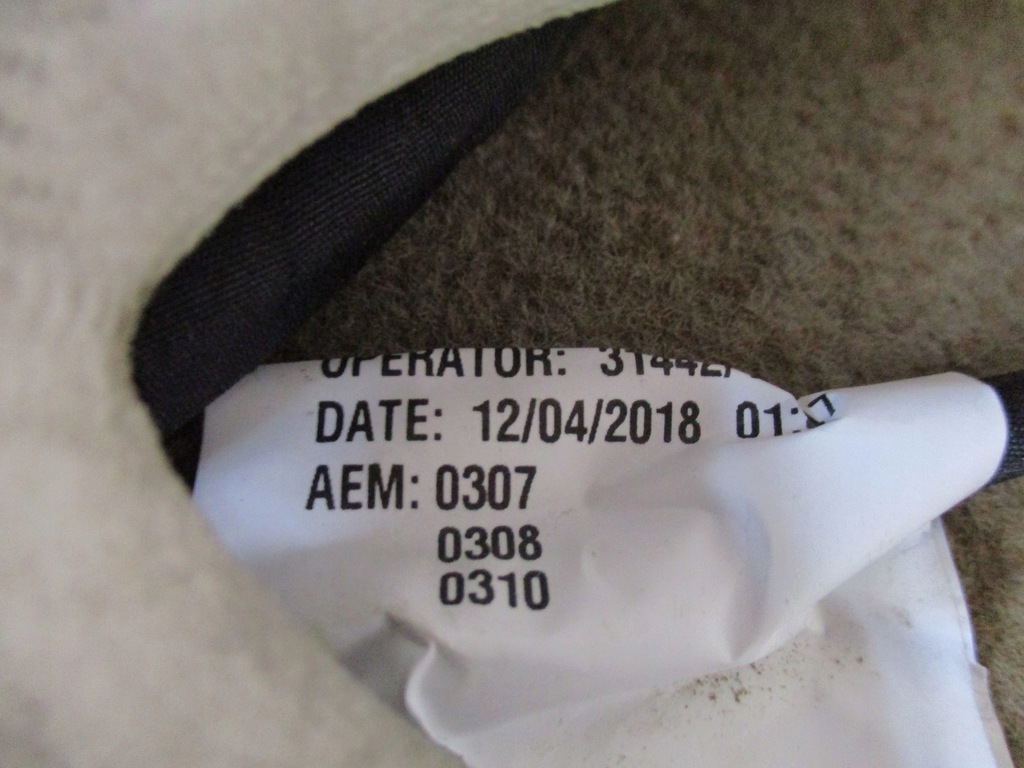 OPERATOR:
DATE: 12/04/2018
AEM: 0307
0308
0310